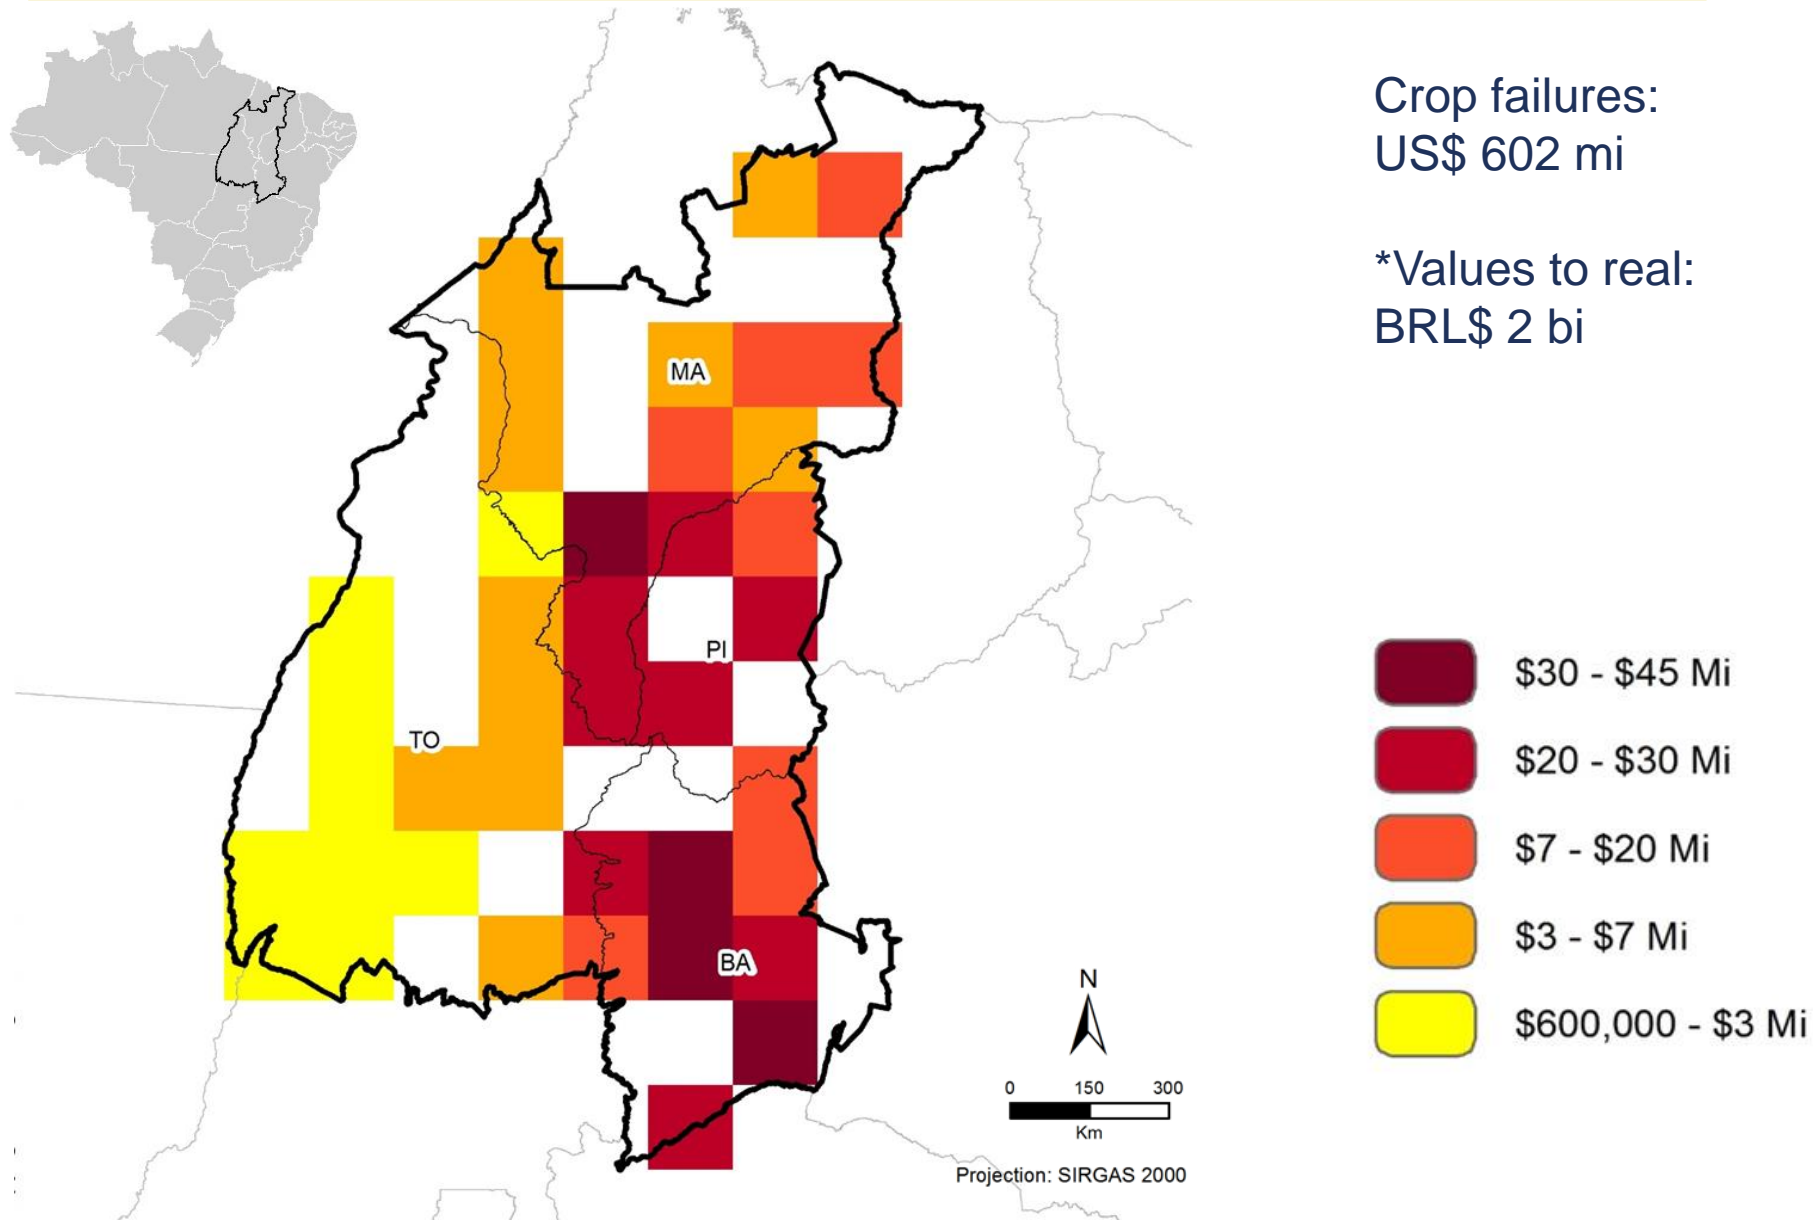 Crop failures:
US$ 602 mi
*Values to real:
BRL$ 2 bi
MA
PI
TO
BA
N
0 150 300
Km
Projection: SIRGAS 2000
$30 - $45 Mi
$20 - $30 Mi
$7 - $20 Mi
$3 - $7 Mi
$600,000 - $3 Mi